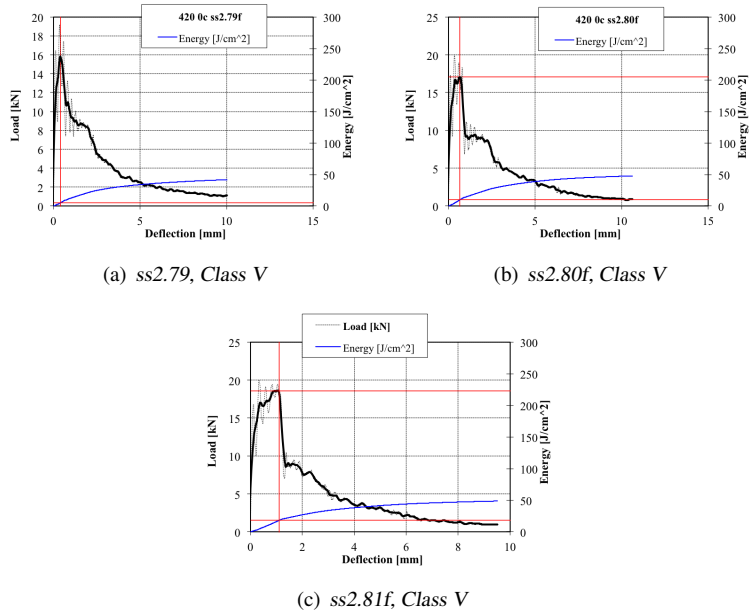 420 0c ss2.79f
Energy [J/cm^2]
20
18
16
14
12
10
8
6
4
2
0
Load [kN]
300
250
200
150
100
50
0
Energy [J/cm^2]
0 5 10 15
Deflection [mm]
(a) ss2.79, Class V
420 0c ss2.80f
Energy [J/cm^2]
25
20
15
10
5
0
Load [kN]
300
250
200
150
100
50
0
Energy [J/cm^2]
0 5 10 15
Deflection [mm]
(b) ss2.80f, Class V
Load [kN]
Energy [J/cm^2]
25
20
15
10
5
0
Load [kN]
300
250
200
150
100
50
0
Energy [J/cm^2]
0 2 4 6 8 10
Deflection [mm]
(c) ss2.81f, Class V